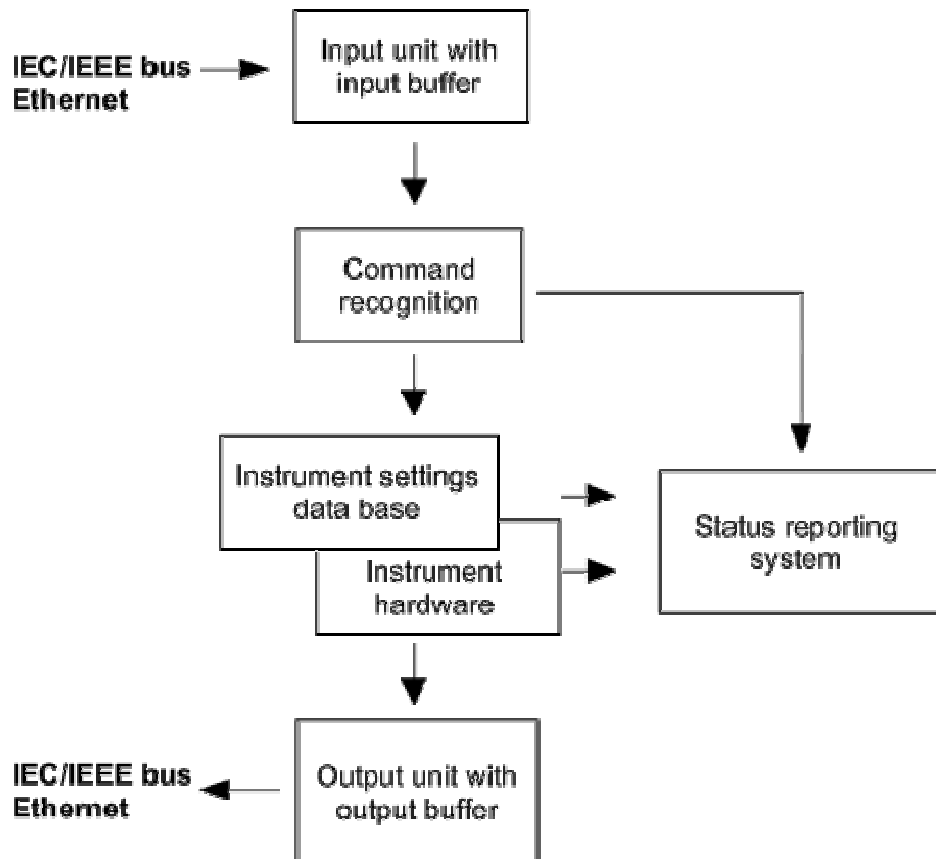 Input unit with
input buffer
IEC/IEEE bus
Ethernet
Command
recognition
Instrument settings
data base
Instrument
hardware
Status reporting
system
Output unit with
output buffer
IEC/IEEE bus
Ethernet